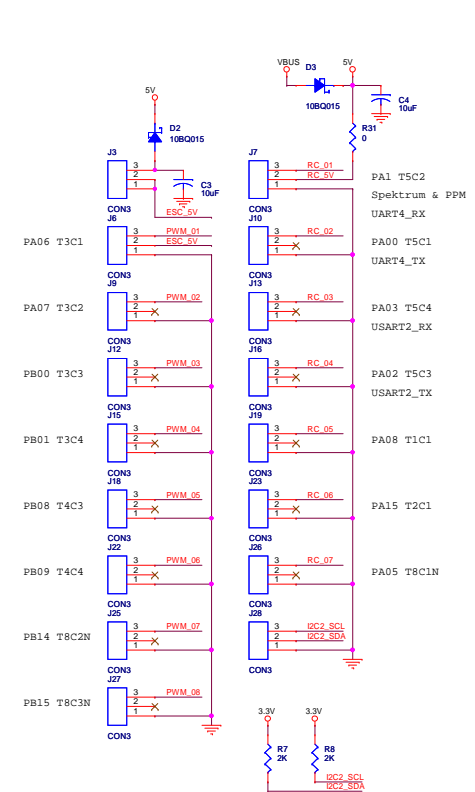 VBUS D3 5V
10BQ015
C4
10uF
R31
0
5V
D2
10BQ015
J3
3
2
1
C3
10uF
ESC_5V
CON3
J7
3 RC_01
2 RC_5V
1
CON3
PA1 T5C2
Spektrum & PPM
UART4_RX
J6
PA06 T3C1
3 PWM_01
2 ESC_5V
1
CON3
J10
3 RC_02
2
1
CON3
PA00 T5C1
UART4_TX
J9
PA07 T3C2
3 PWM_02
2
1
CON3
J13
3 RC_03
2
1
CON3
PA03 T5C4
USART2_RX
J12
PB00 T3C3
3 PWM_03
2
1
CON3
J16
3 RC_04
2
1
CON3
PA02 T5C3
USART2_TX
J15
PB01 T3C4
3 PWM_04
2
1
CON3
J19
3 RC_05
2
1
CON3
PA08 T1C1
J18
PB08 T4C3
3 PWM_05
2
1
CON3
J23
3 RC_06
2
1
CON3
PA15 T2C1
J22
PB09 T4C4
3 PWM_06
2
1
CON3
J26
3 RC_07
2
1
CON3
PA05 T8C1N
J25
PB14 T8C2N
3 PWM_07
2
1
CON3
J28
3 I2C2_SCL
2 I2C2_SDA
1
CON3
J27
PB15 T8C3N
3 PWM_08
2
1
CON3
3.3V 3.3V
R7
2K
R8
2K
I2C2_SCL
I2C2_SDA